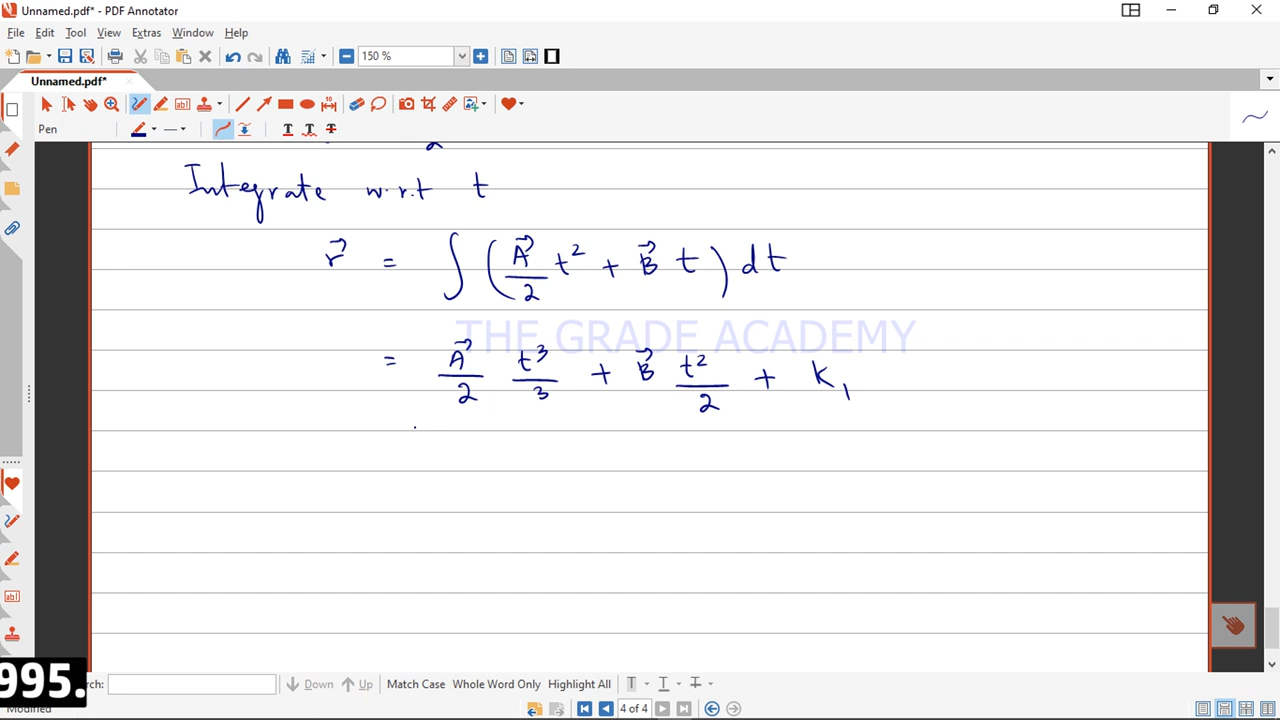 Unnamed.pdf* - PDF Annotator
File Edit Tool View Extras Window Help
150 %
Unnamed.pdf*
Pen
2
Integrate w.r.t t
r⃗ = ∫ (A⃗/2 t² + B⃗ t) dt
THE GRADE ACADEMY
= A⃗/2 t³/3 + B⃗ t²/2 + k₁
995.
rch: Down Up Match Case Whole Word Only Highlight All T T T
Modified 4 of 4